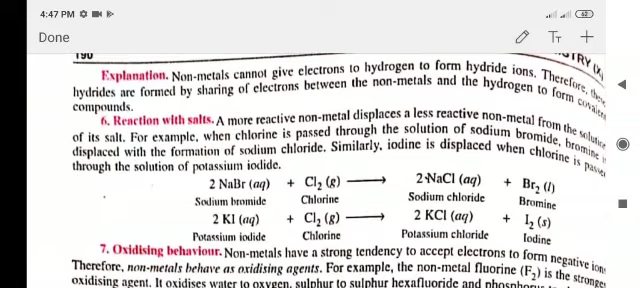 4:47 PM
62
Done
190
Explanation. Non-metals cannot give electrons to hydrogen to form hydride ions. Therefore, these
hydrides are formed by sharing of electrons between the non-metals and the hydrogen to form covalent
compounds.
6. Reaction with salts. A more reactive non-metal displaces a less reactive non-metal from the solution
of its salt. For example, when chlorine is passed through the solution of sodium bromide, bromine is
displaced with the formation of sodium chloride. Similarly, iodine is displaced when chlorine is passed
through the solution of potassium iodide.
2 NaBr (aq) + Cl₂ (g) ⟶ 2 NaCl (aq) + Br₂ (l)
Sodium bromide Chlorine Sodium chloride Bromine
2 KI (aq) + Cl₂ (g) ⟶ 2 KCl (aq) + I₂ (s)
Potassium iodide Chlorine Potassium chloride Iodine
7. Oxidising behaviour. Non-metals have a strong tendency to accept electrons to form negative ions
Therefore, non-metals behave as oxidising agents. For example, the non-metal fluorine (F₂) is the stronges
oxidising agent. It oxidises water to oxygen, sulphur to sulphur hexafluoride and